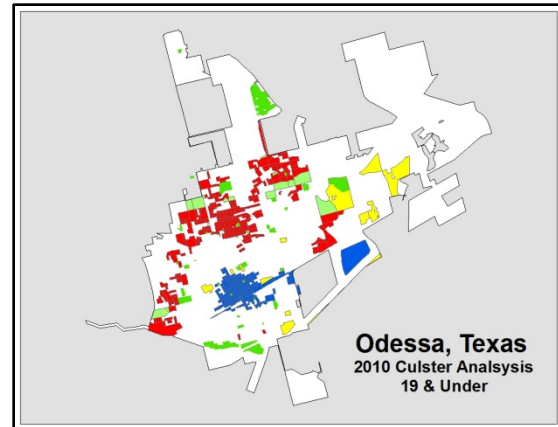 Odessa, Texas
2010 Culster Analsysis
19 & Under